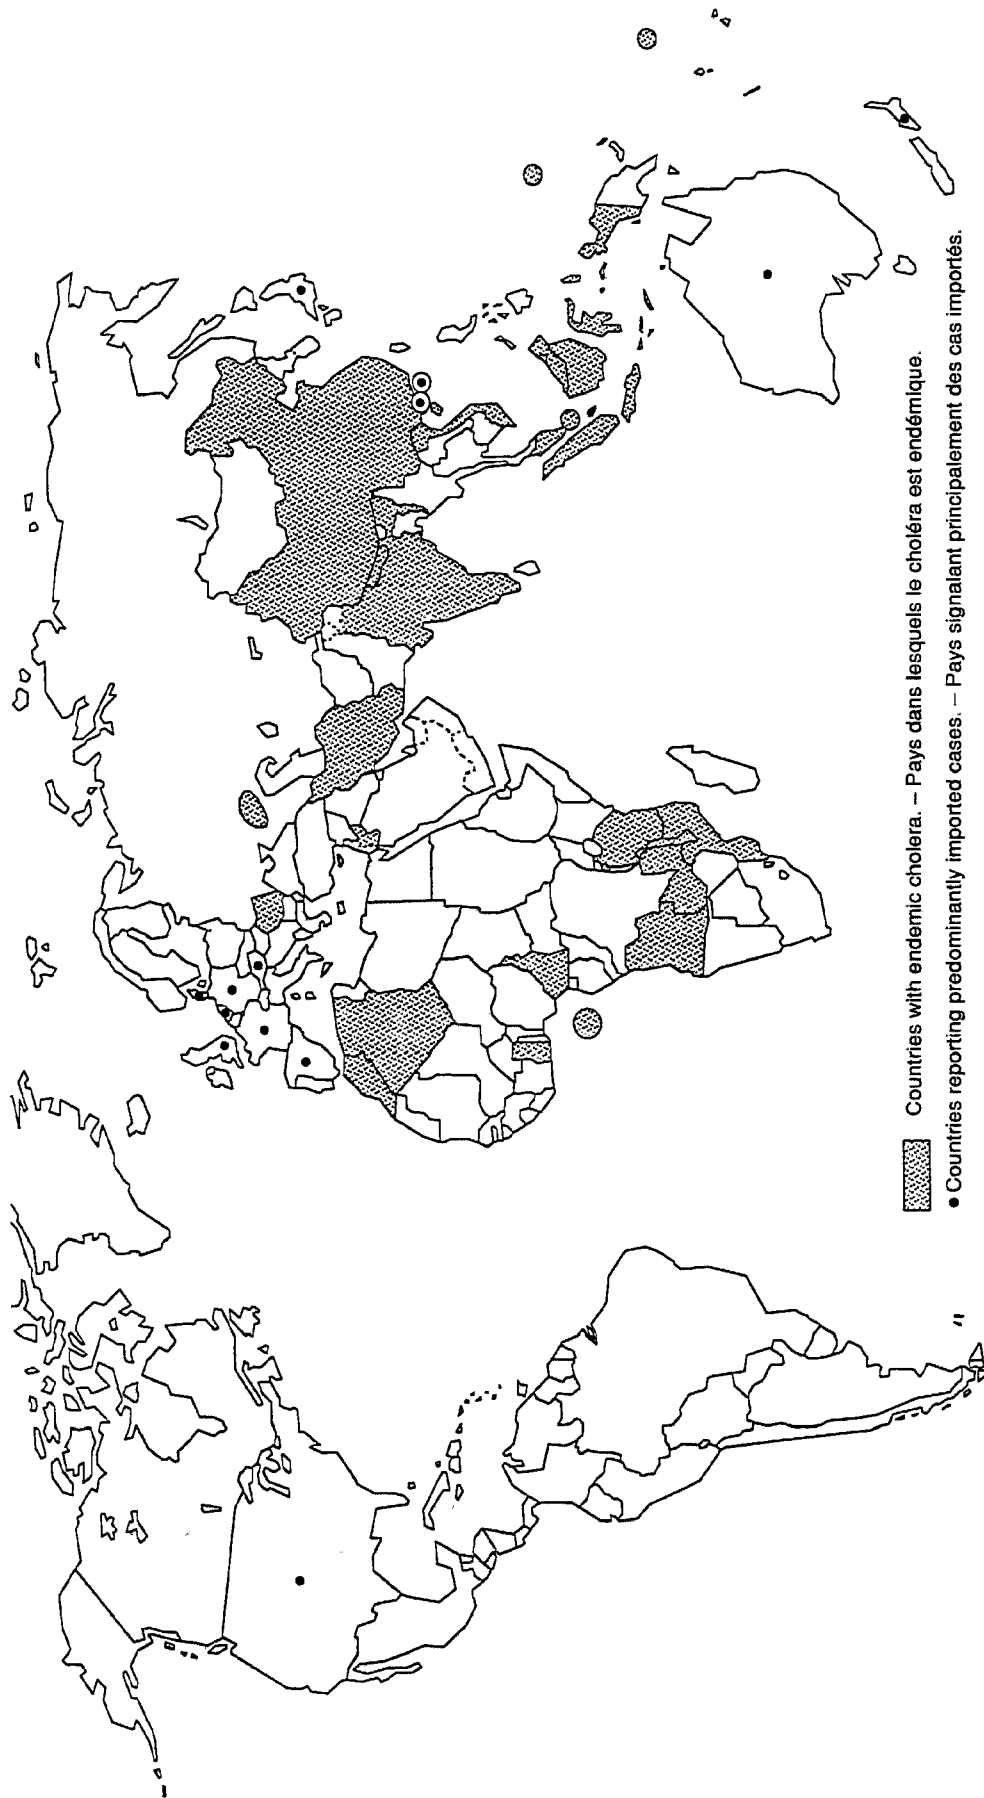 Countries with endemic cholera. – Pays dans lesquels le choléra est endémique.
• Countries reporting predominantly imported cases. – Pays signalant principalement des cas importés.